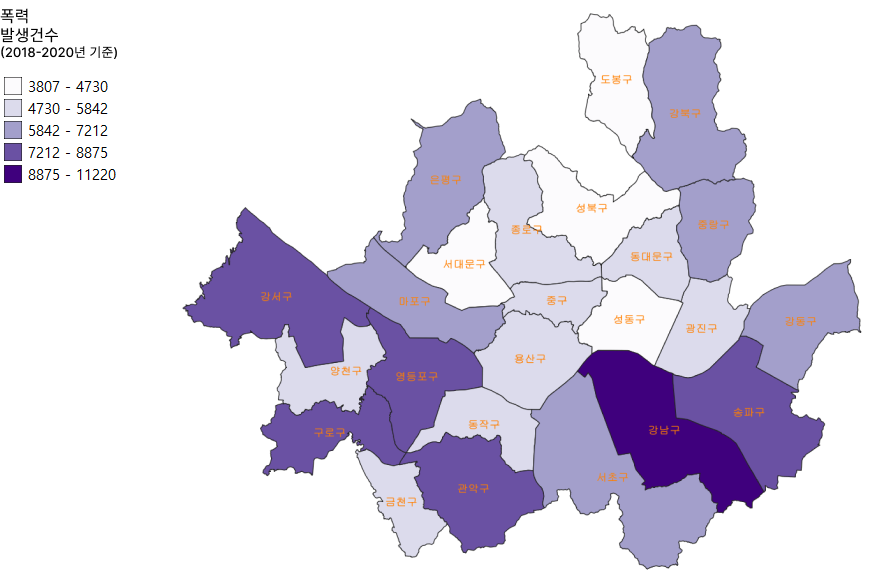 폭력
발생건수
(2018-2020년 기준)
3807 - 4730
4730 - 5842
5842 - 7212
7212 - 8875
8875 - 11220
도봉구
노원구
은평구
성북구
종로구
중랑구
동대문구
서대문구
강서구
마포구
중구
성동구
광진구
강동구
용산구
양천구
영등포구
송파구
동작구
구로구
강남구
서초구
관악구
금천구